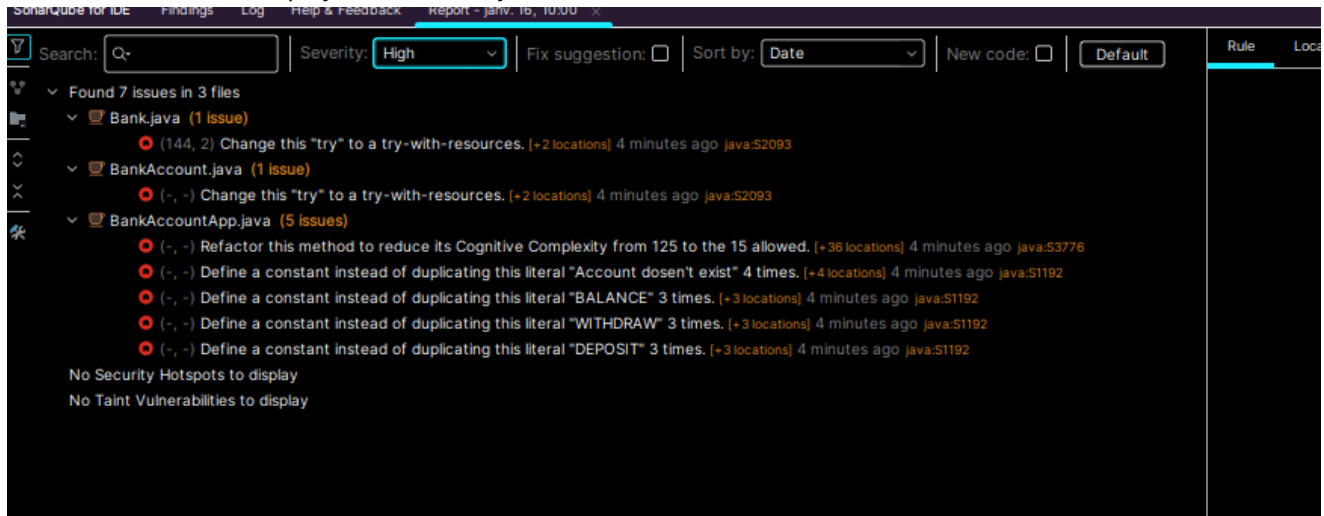 SonarQube for IDE Findings Log Help & Feedback Report - janv. 16, 10:00 ×
Search: Severity: High Fix suggestion: Sort by: Date New code: Default Rule Loca
Found 7 issues in 3 files
Bank.java (1 issue)
(144, 2) Change this "try" to a try-with-resources. [+2 locations] 4 minutes ago java:S2093
BankAccount.java (1 issue)
(-, -) Change this "try" to a try-with-resources. [+2 locations] 4 minutes ago java:S2093
BankAccountApp.java (5 issues)
(-, -) Refactor this method to reduce its Cognitive Complexity from 125 to the 15 allowed. [+36 locations] 4 minutes ago java:S3776
(-, -) Define a constant instead of duplicating this literal "Account dosen't exist" 4 times. [+4 locations] 4 minutes ago java:S1192
(-, -) Define a constant instead of duplicating this literal "BALANCE" 3 times. [+3 locations] 4 minutes ago java:S1192
(-, -) Define a constant instead of duplicating this literal "WITHDRAW" 3 times. [+3 locations] 4 minutes ago java:S1192
(-, -) Define a constant instead of duplicating this literal "DEPOSIT" 3 times. [+3 locations] 4 minutes ago java:S1192
No Security Hotspots to display
No Taint Vulnerabilities to display